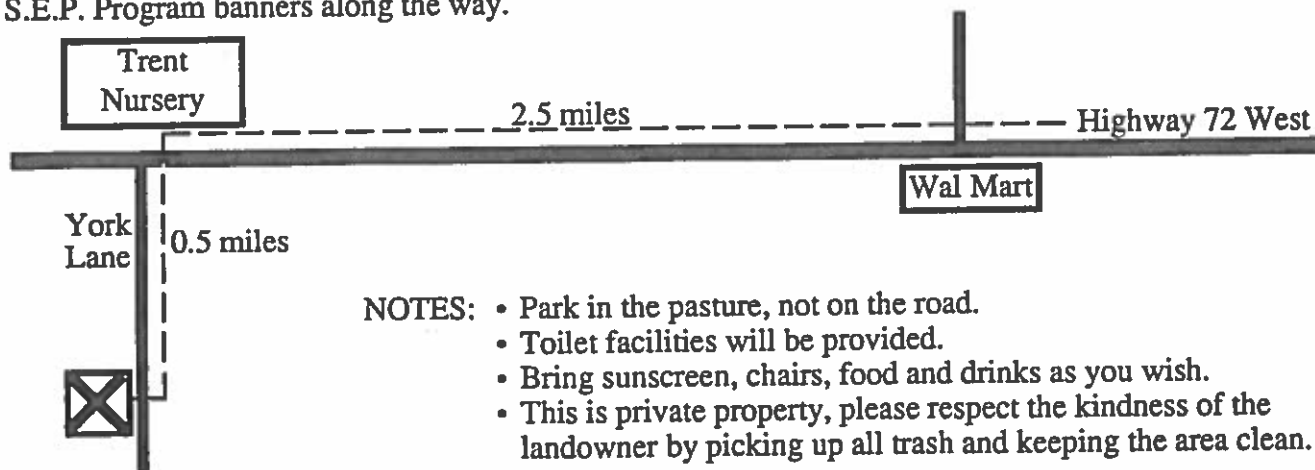 S.E.P. Program banners along the way.
Trent
Nursery
2.5 miles
Highway 72 West
Wal Mart
York
Lane
0.5 miles
NOTES: • Park in the pasture, not on the road.
• Toilet facilities will be provided.
• Bring sunscreen, chairs, food and drinks as you wish.
• This is private property, please respect the kindness of the
landowner by picking up all trash and keeping the area clean.